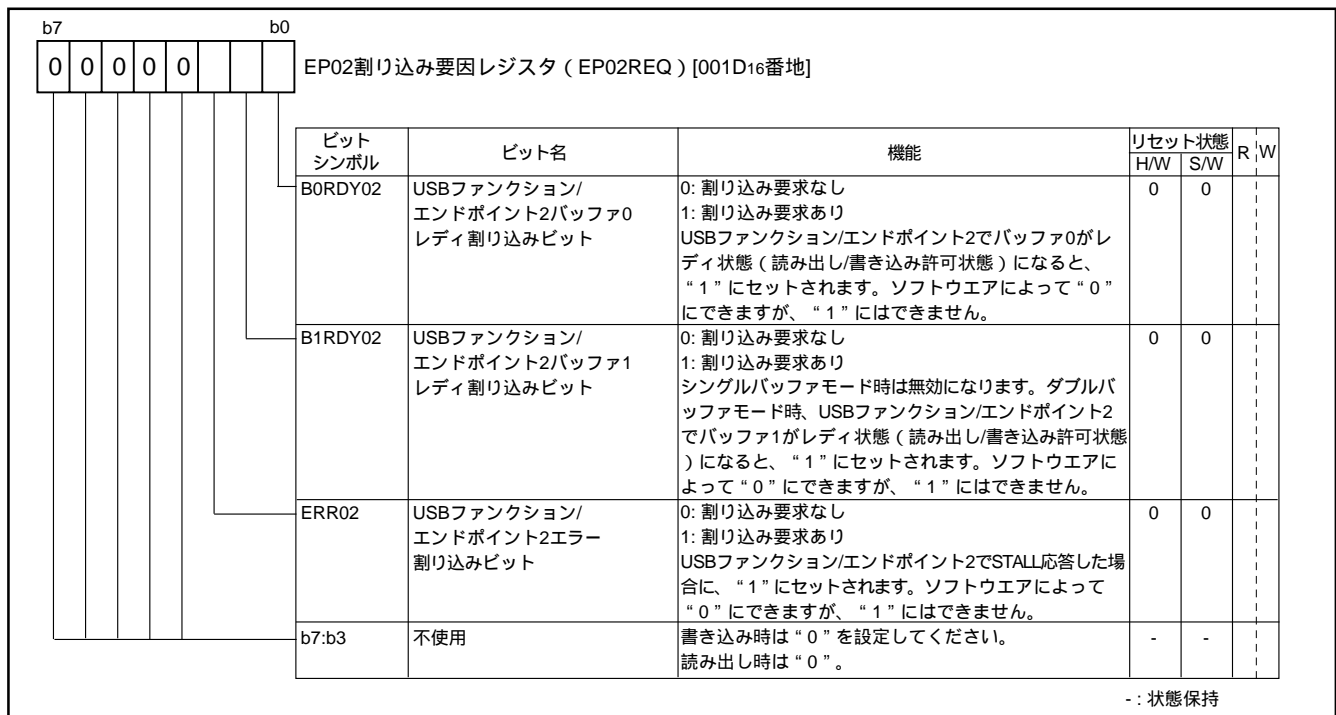 b7 b0
0 0 0 0 0
EP02割り込み要因レジスタ（EP02REQ）[001D16番地]
ビット
シンボル
ビット名
機能
リセット状態
H/W S/W
R W
B0RDY02
USBファンクション/
エンドポイント2バッファ0
レディ割り込みビット
0: 割り込み要求なし
1: 割り込み要求あり
USBファンクション/エンドポイント2でバッファ0がレ
ディ状態（読み出し/書き込み許可状態）になると、
“1”にセットされます。ソフトウエアによって“0”
にできますが、“1”にはできません。
0 0
B1RDY02
USBファンクション/
エンドポイント2バッファ1
レディ割り込みビット
0: 割り込み要求なし
1: 割り込み要求あり
シングルバッファモード時は無効になります。ダブルバ
ッファモード時、USBファンクション/エンドポイント2
でバッファ1がレディ状態（読み出し/書き込み許可状態
）になると、“1”にセットされます。ソフトウエアに
よって“0”にできますが、“1”にはできません。
0 0
ERR02
USBファンクション/
エンドポイント2エラー
割り込みビット
0: 割り込み要求なし
1: 割り込み要求あり
USBファンクション/エンドポイント2でSTALL応答した場
合に、“1”にセットされます。ソフトウエアによって
“0”にできますが、“1”にはできません。
0 0
b7:b3
不使用
書き込み時は“0”を設定してください。
読み出し時は“0”。
- -
- : 状態保持